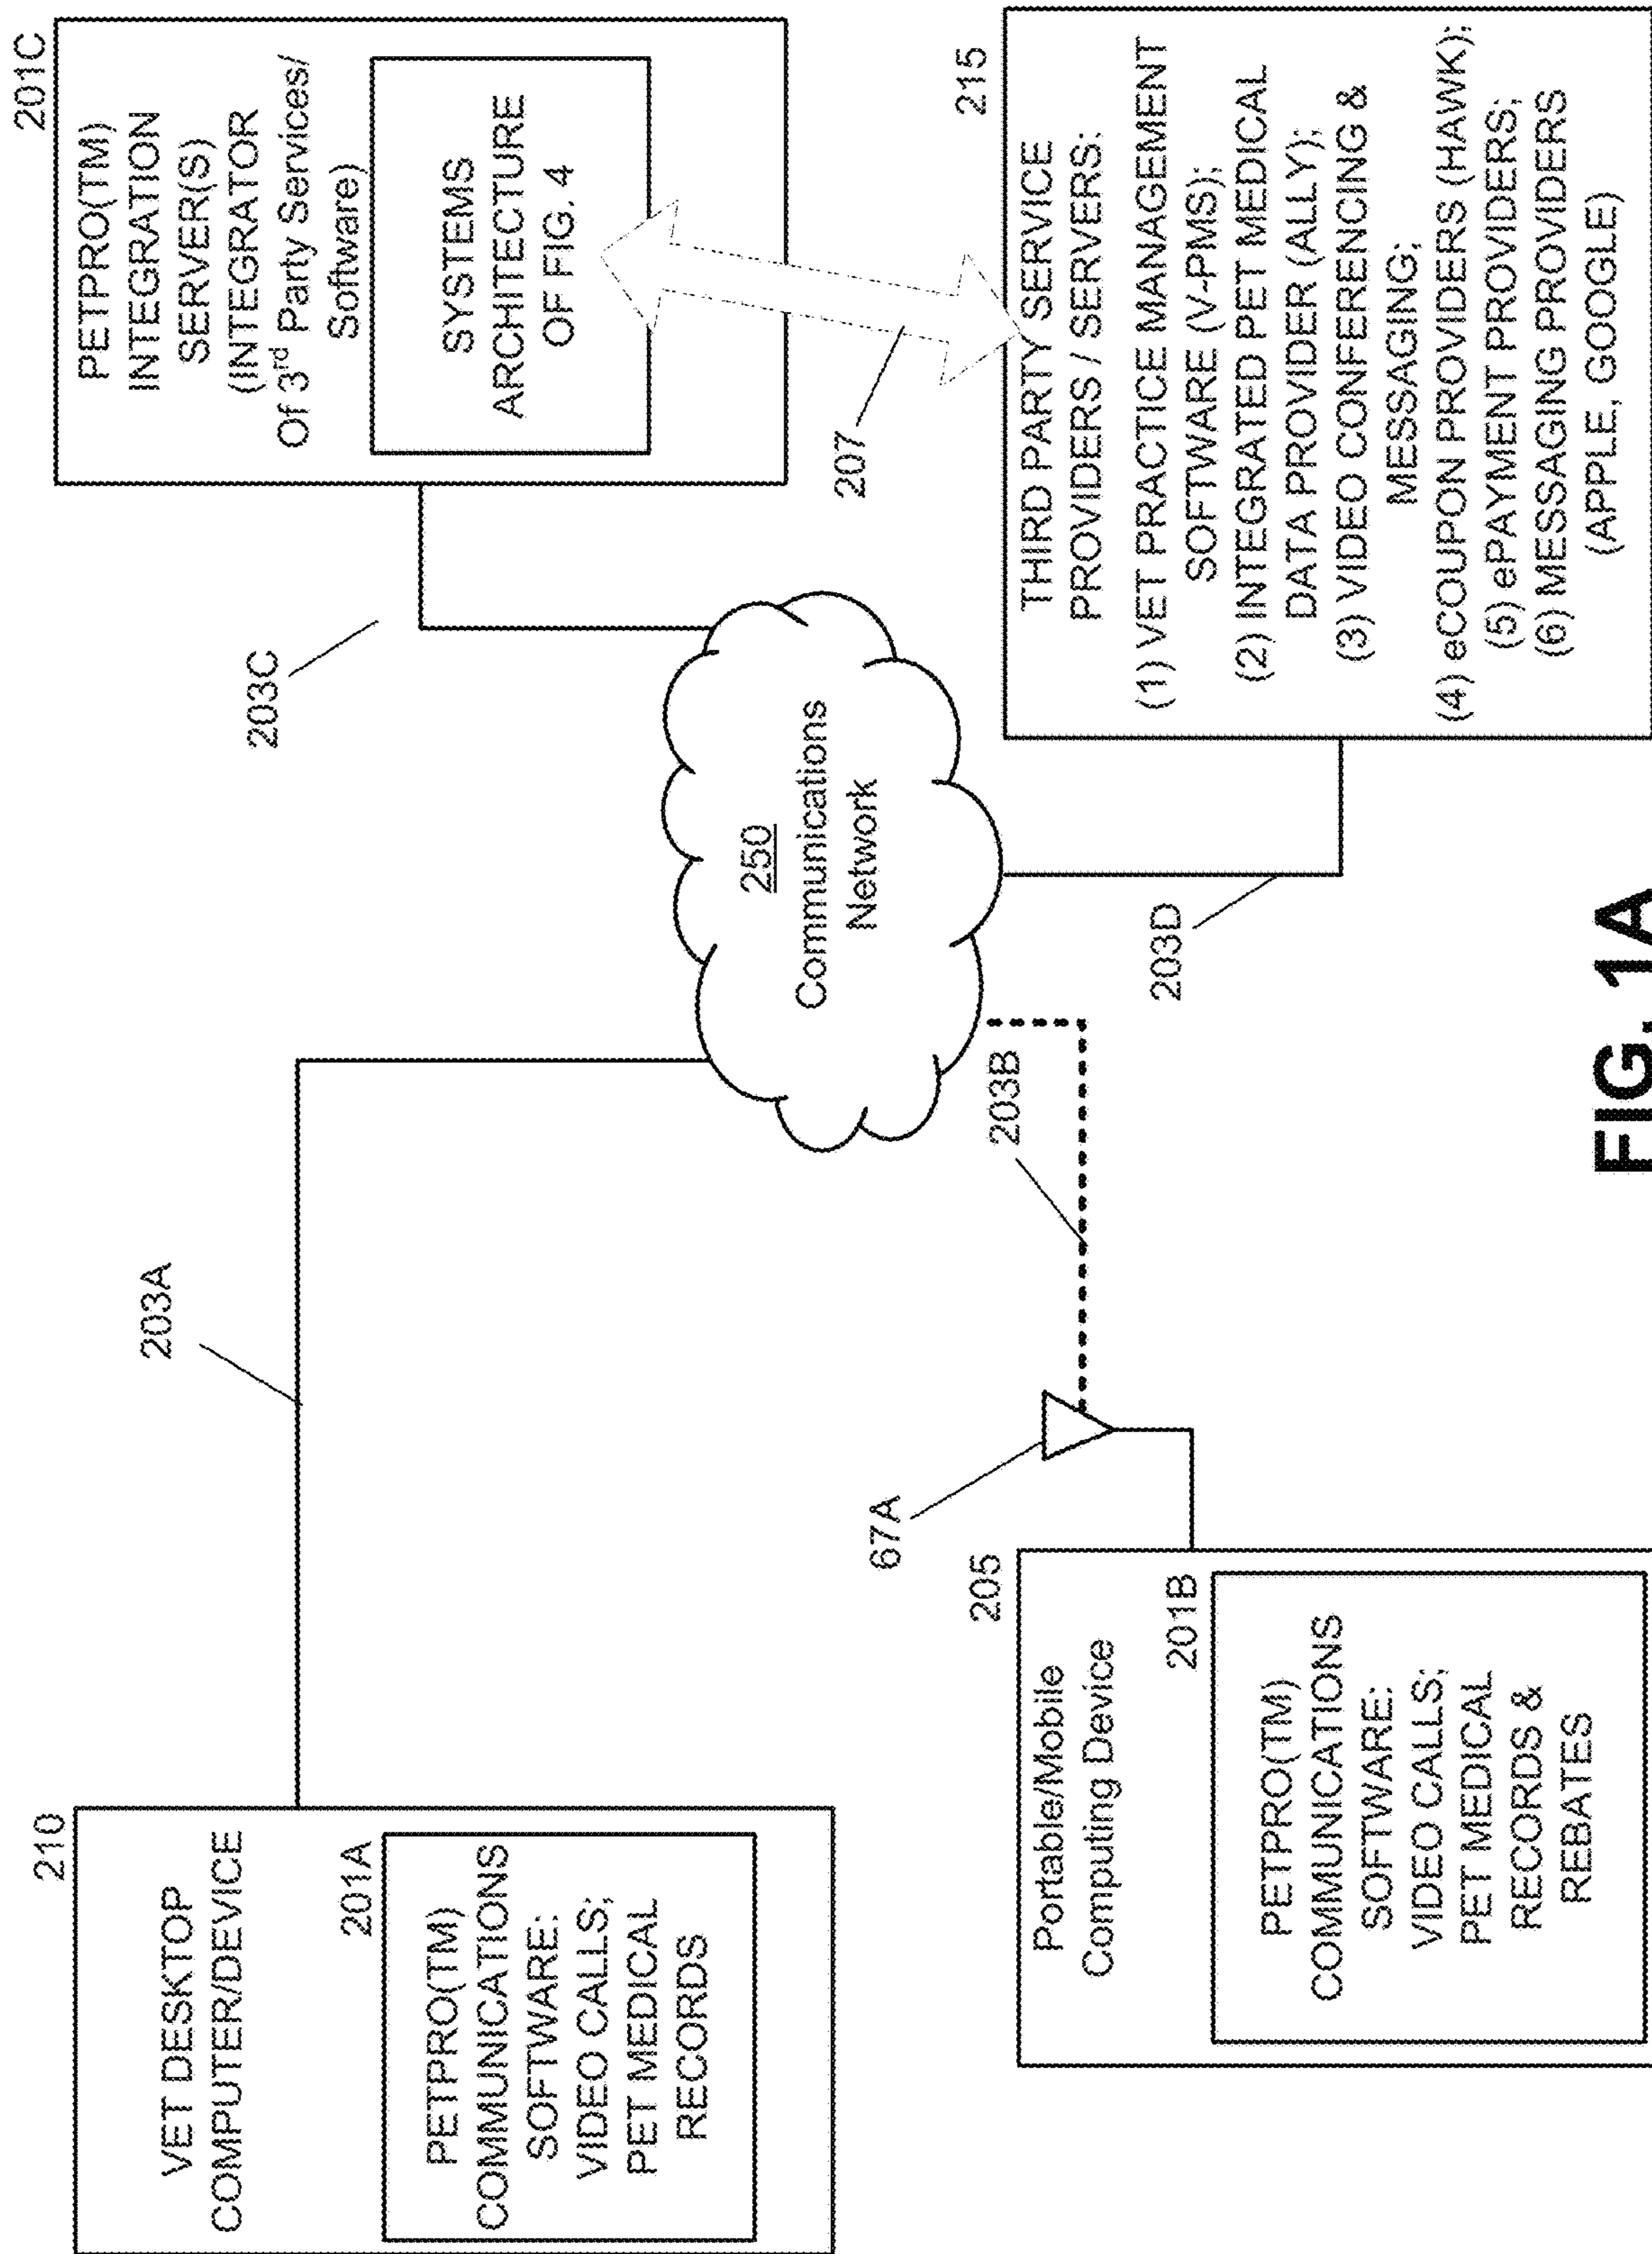 210
VET DESKTOP
COMPUTER/DEVICE
201A
PETPRO(TM)
COMMUNICATIONS
SOFTWARE:
VIDEO CALLS;
PET MEDICAL
RECORDS
203A
201C
PETPRO(TM)
INTEGRATION
SERVER(S)
(INTEGRATOR
Of 3rd Party Services/
Software)
SYSTEMS
ARCHITECTURE
OF FIG. 4
203C
250
Communications
Network
207
205
Portable/Mobile
Computing Device
201B
PETPRO(TM)
COMMUNICATIONS
SOFTWARE:
VIDEO CALLS;
PET MEDICAL
RECORDS &
REBATES
67A
203B
203D
215
THIRD PARTY SERVICE
PROVIDERS / SERVERS:
(1) VET PRACTICE MANAGEMENT
SOFTWARE (V-PMS);
(2) INTEGRATED PET MEDICAL
DATA PROVIDER (ALLY);
(3) VIDEO CONFERENCING &
MESSAGING;
(4) eCOUPON PROVIDERS (HAWK);
(5) ePAYMENT PROVIDERS;
(6) MESSAGING PROVIDERS
(APPLE, GOOGLE)
FIG. 1A